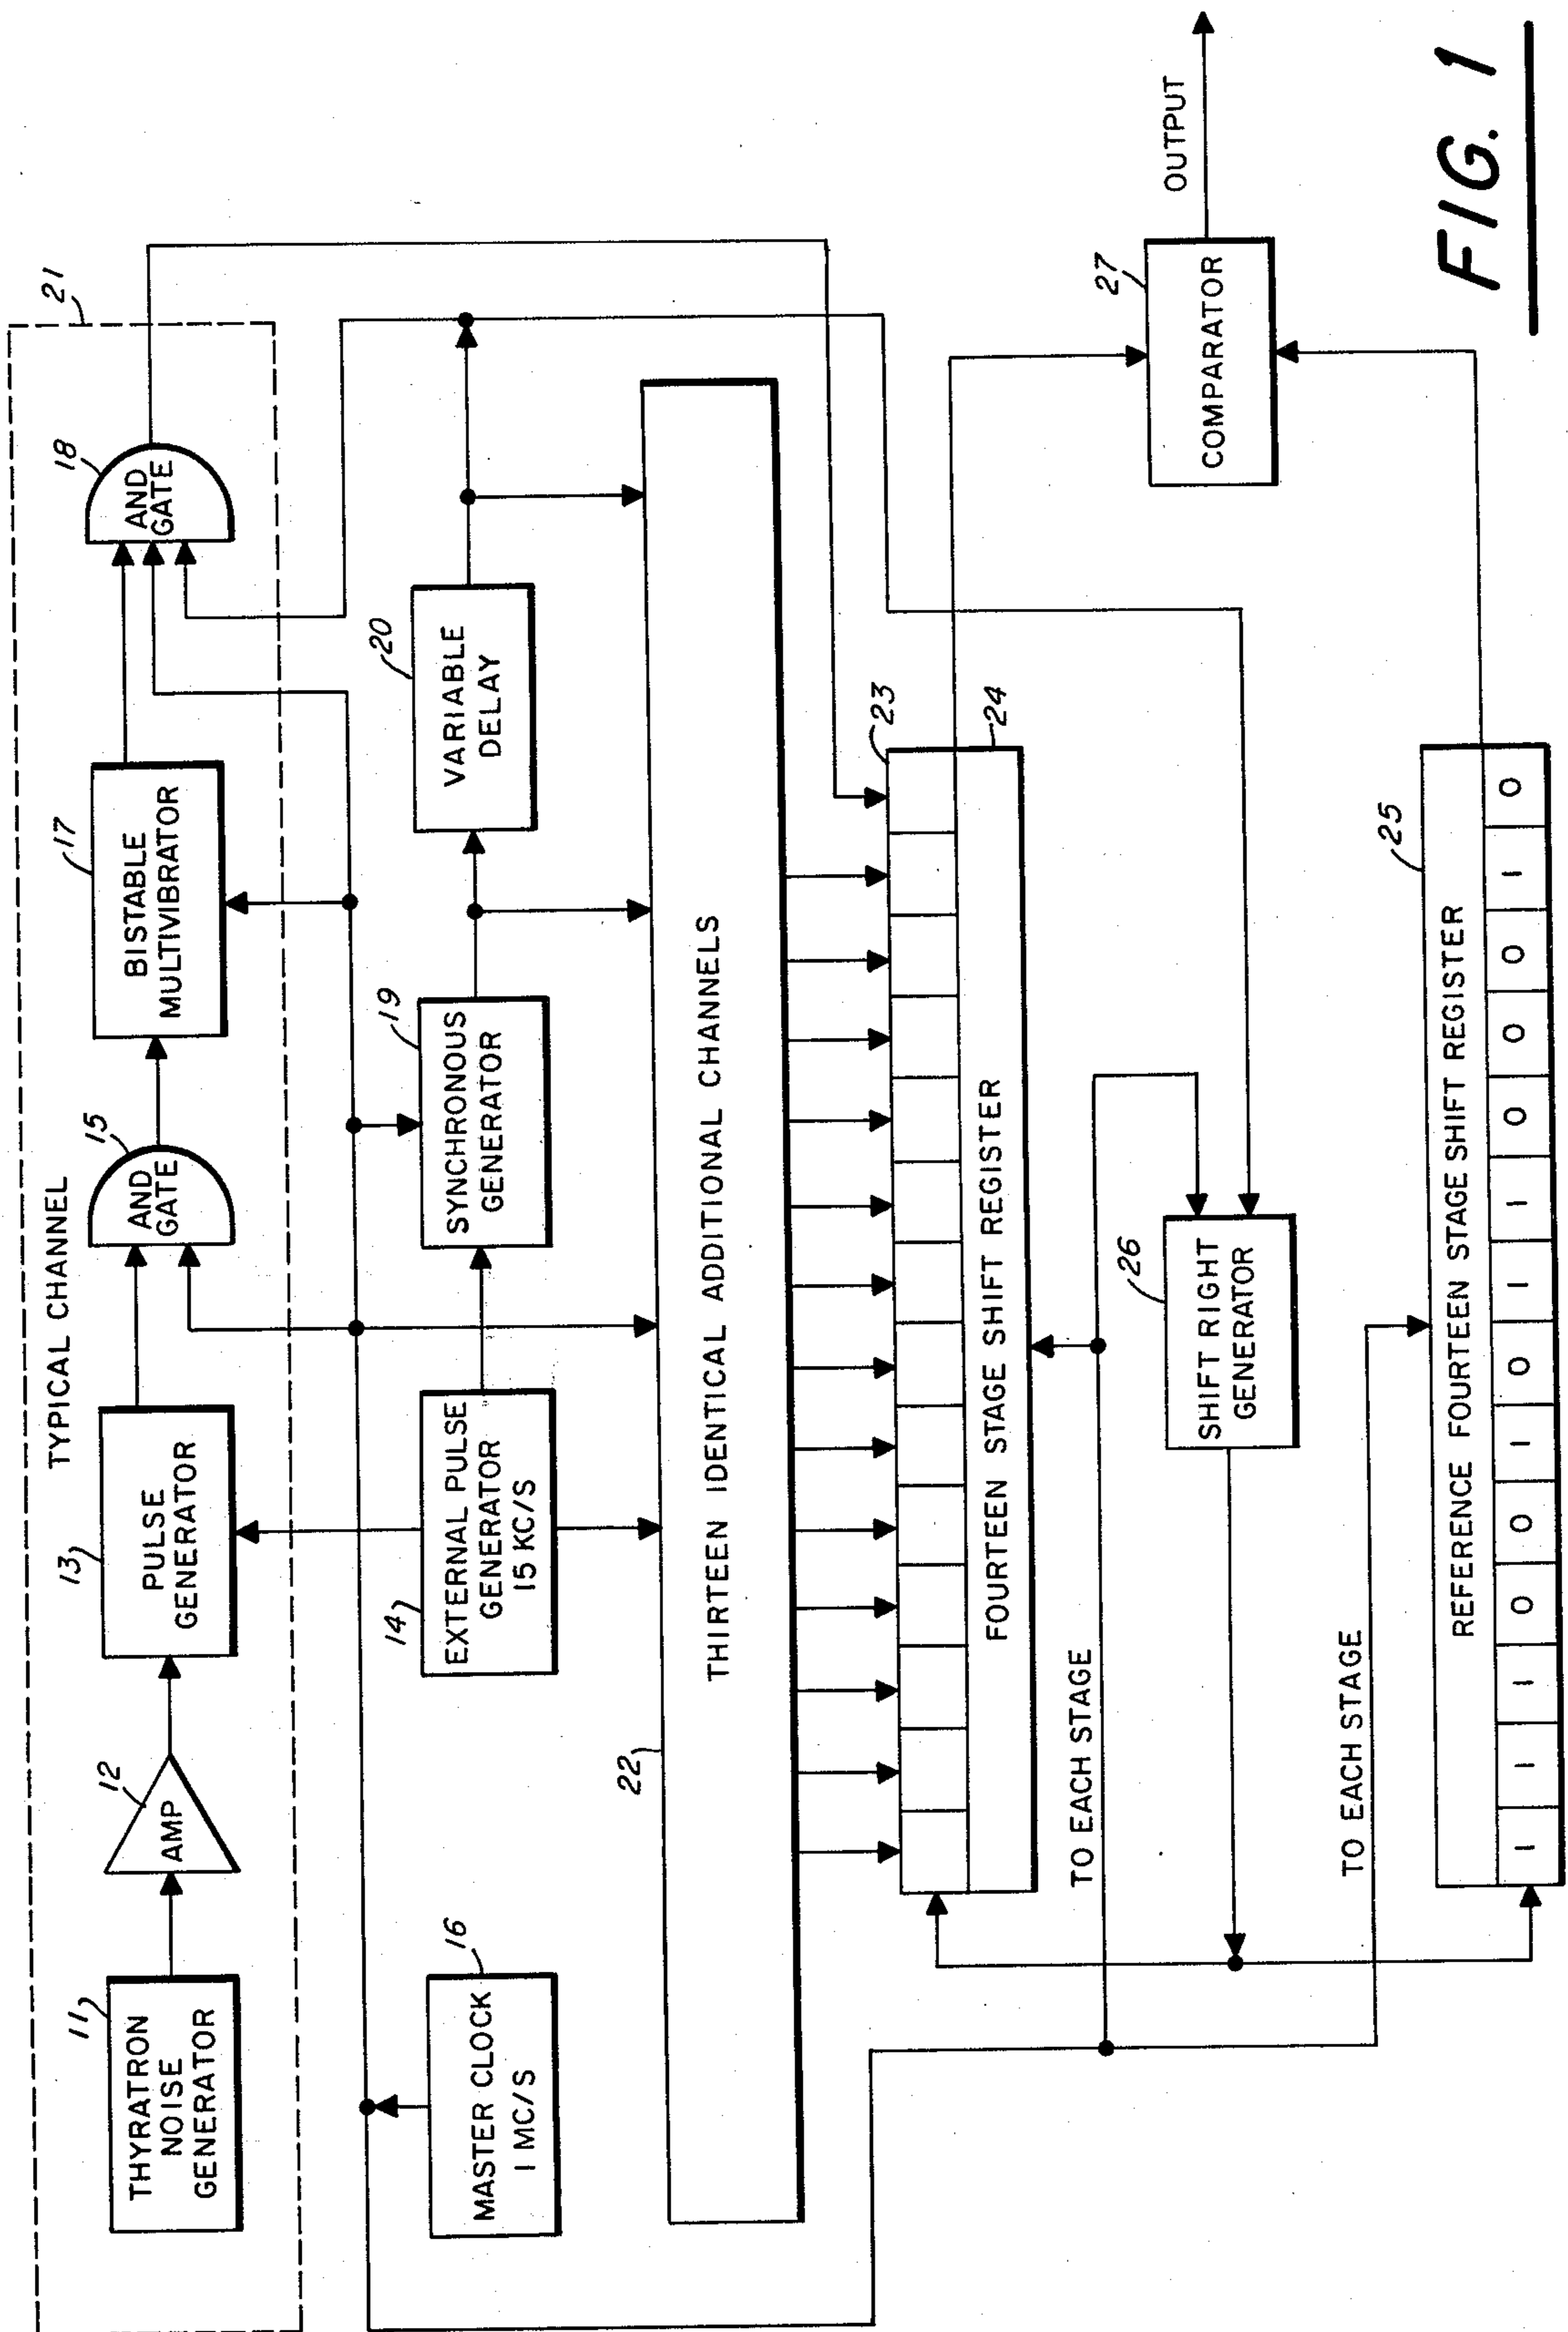 TYPICAL CHANNEL
21
11
THYRATRON
NOISE
GENERATOR
12
AMP
13
PULSE
GENERATOR
15
AND
GATE
17
BISTABLE
MULTIVIBRATOR
18
AND
GATE
16
MASTER CLOCK
1 MC/S
14
EXTERNAL PULSE
GENERATOR
15 KC/S
19
SYNCHRONOUS
GENERATOR
20
VARIABLE
DELAY
22
THIRTEEN IDENTICAL ADDITIONAL CHANNELS
23
FOURTEEN STAGE SHIFT REGISTER
24
TO EACH STAGE
26
SHIFT RIGHT
GENERATOR
27
COMPARATOR
OUTPUT
TO EACH STAGE
25
REFERENCE FOURTEEN STAGE SHIFT REGISTER
1 1 1 0 0 1 0 1 1 0 0 0 1 0
FIG. 1